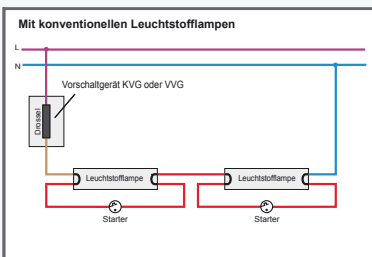 Mit konventionellen Leuchtstofflampen
L
N
Vorschaltgerät KVG oder VVG
Drossel
Leuchtstofflampe
Leuchtstofflampe
Starter
Starter